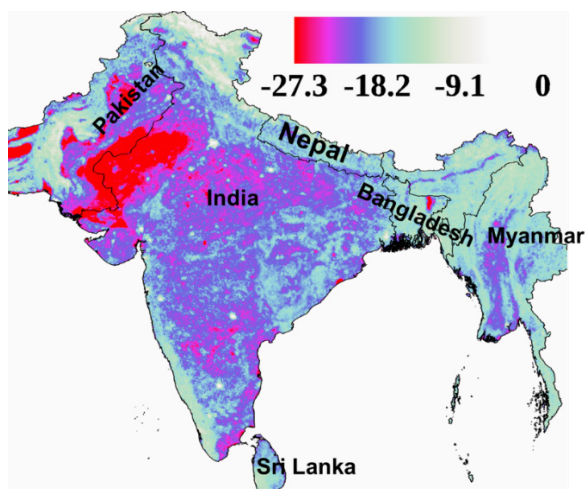 -27.3 -18.2 -9.1 0
Pakistan
Nepal
India
Bangladesh
Myanmar
Sri Lanka